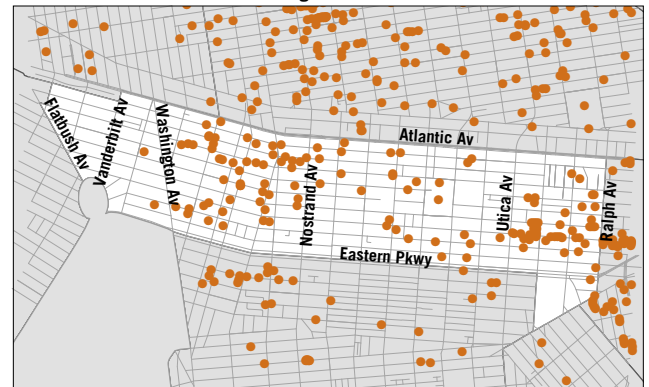 Atlantic Av
Flatbush Av
Vanderbilt Av
Washington Av
Nostrand Av
Utica Av
Ralph Av
Eastern Pkwy